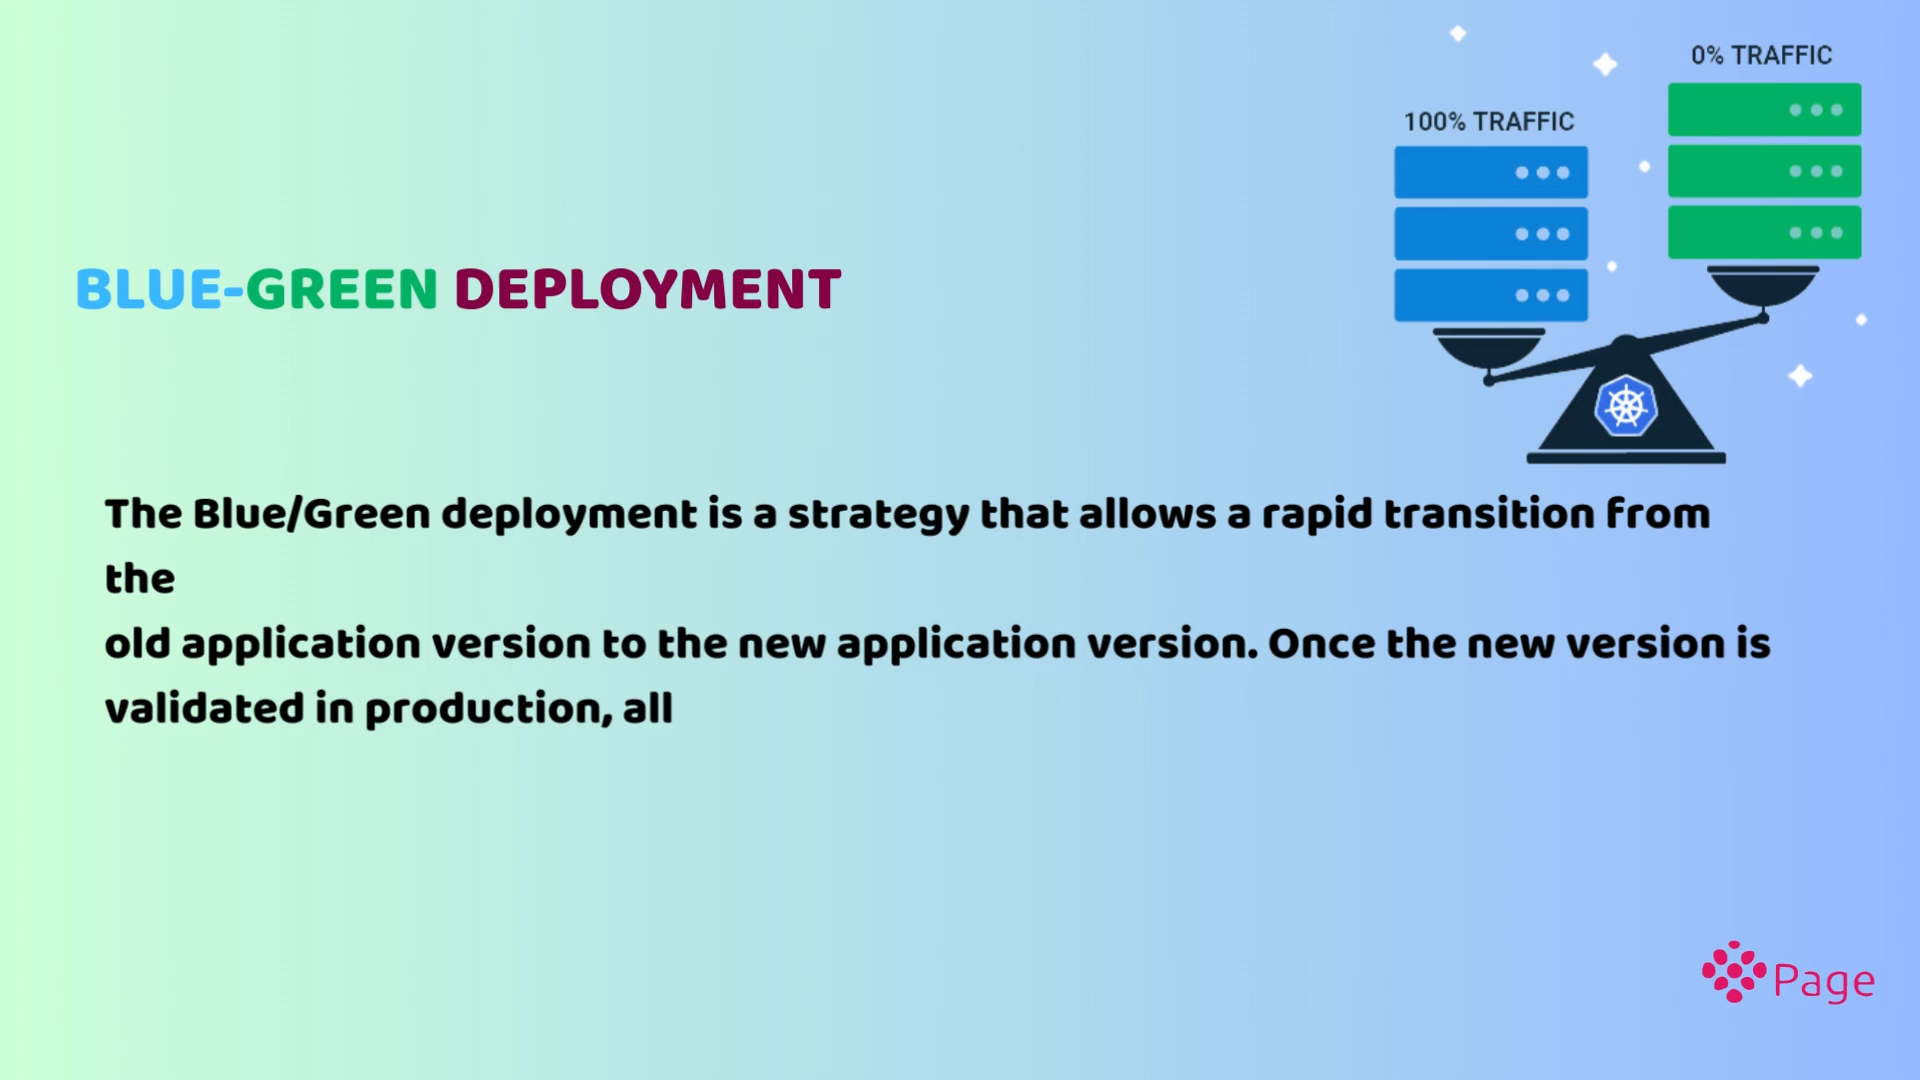 0% TRAFFIC
100% TRAFFIC
BLUE-GREEN DEPLOYMENT
The Blue/Green deployment is a strategy that allows a rapid transition from
the
old application version to the new application version. Once the new version is
validated in production, all
Page